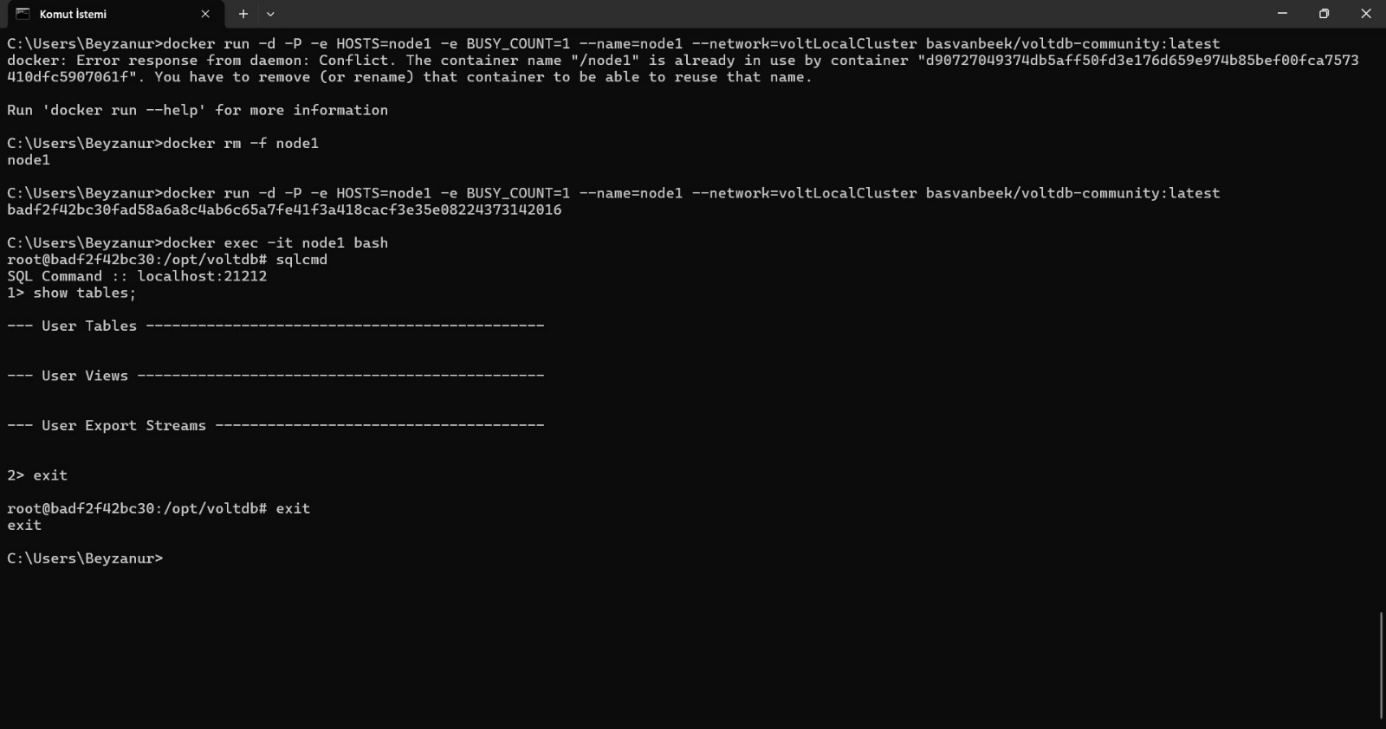 Komut İstemi
C:\Users\Beyzanur>docker run -d -P -e HOSTS=node1 -e BUSY_COUNT=1 --name=node1 --network=voltLocalCluster basvanbeek/voltdb-community:latest
docker: Error response from daemon: Conflict. The container name "/node1" is already in use by container "d90727049374db5aff50fd3e176d659e974b85bef00fca7573
410dfc5907061f". You have to remove (or rename) that container to be able to reuse that name.
Run 'docker run --help' for more information
C:\Users\Beyzanur>docker rm -f node1
node1
C:\Users\Beyzanur>docker run -d -P -e HOSTS=node1 -e BUSY_COUNT=1 --name=node1 --network=voltLocalCluster basvanbeek/voltdb-community:latest
badf2f42bc30fad58a6a8c4ab6c65a7fe41f3a418cacf3e35e08224373142016
C:\Users\Beyzanur>docker exec -it node1 bash
root@badf2f42bc30:/opt/voltdb# sqlcmd
SQL Command :: localhost:21212
1> show tables;
--- User Tables ----------------------------------------------
--- User Views -----------------------------------------------
--- User Export Streams --------------------------------------
2> exit
root@badf2f42bc30:/opt/voltdb# exit
exit
C:\Users\Beyzanur>